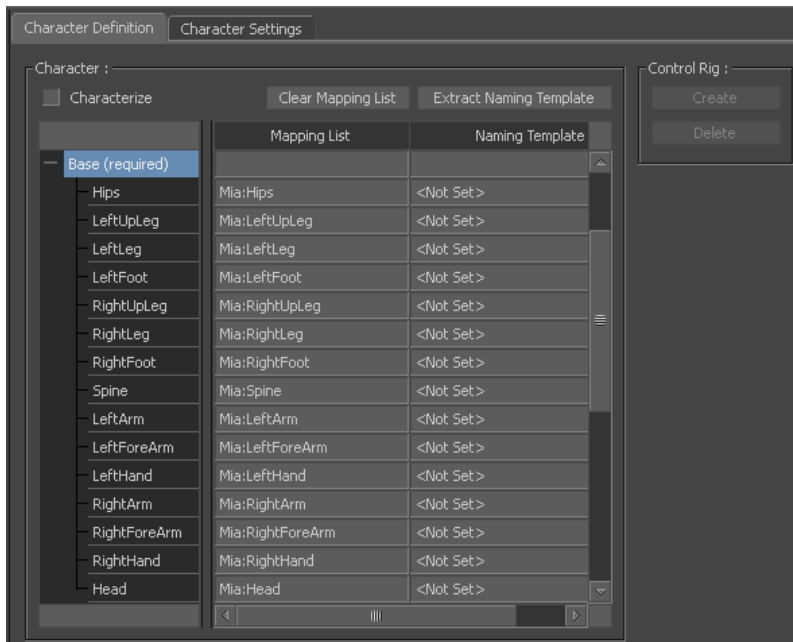 Character Definition Character Settings
Character : Control Rig :
Characterize Clear Mapping List Extract Naming Template Create
Delete
Mapping List Naming Template
Base (required)
Hips Mia:Hips <Not Set>
LeftUpLeg Mia:LeftUpLeg <Not Set>
LeftLeg Mia:LeftLeg <Not Set>
LeftFoot Mia:LeftFoot <Not Set>
RightUpLeg Mia:RightUpLeg <Not Set>
RightLeg Mia:RightLeg <Not Set>
RightFoot Mia:RightFoot <Not Set>
Spine Mia:Spine <Not Set>
LeftArm Mia:LeftArm <Not Set>
LeftForeArm Mia:LeftForeArm <Not Set>
LeftHand Mia:LeftHand <Not Set>
RightArm Mia:RightArm <Not Set>
RightForeArm Mia:RightForeArm <Not Set>
RightHand Mia:RightHand <Not Set>
Head Mia:Head <Not Set>